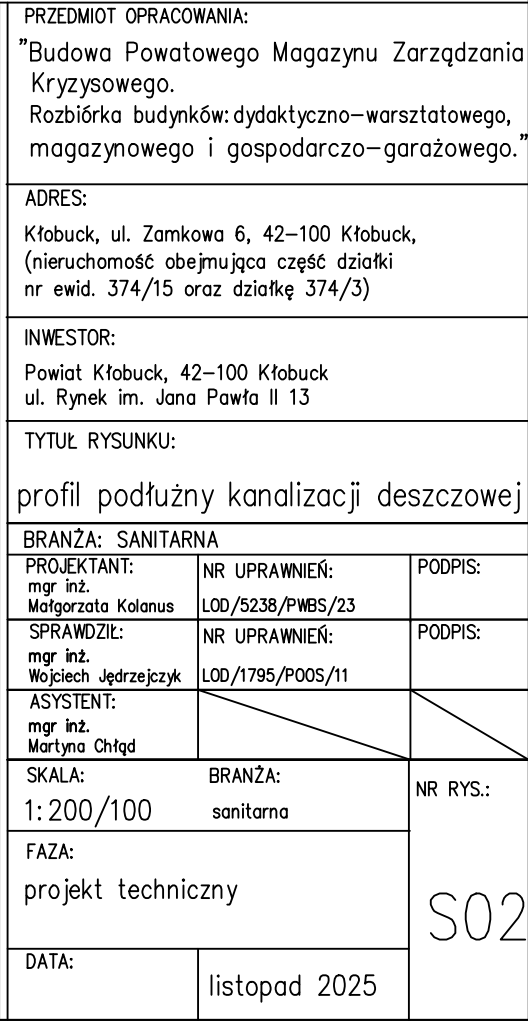 PRZEDMIOT OPRACOWANIA:
"Budowa Powatowego Magazynu Zarządzania
Kryzysowego.
Rozbiórka budynków: dydaktyczno-warsztatowego,
magazynowego i gospodarczo-garażowego."
ADRES:
Kłobuck, ul. Zamkowa 6, 42-100 Kłobuck,
(nieruchomość obejmująca część działki
nr ewid. 374/15 oraz działkę 374/3)
INWESTOR:
Powiat Kłobuck, 42-100 Kłobuck
ul. Rynek im. Jana Pawła II 13
TYTUŁ RYSUNKU:
profil podłużny kanalizacji deszczowej
BRANŻA: SANITARNA
PROJEKTANT: NR UPRAWNIEŃ: PODPIS:
mgr inż.
Małgorzata Kolanus LOD/5238/PWBS/23
SPRAWDZIŁ: NR UPRAWNIEŃ: PODPIS:
mgr inż.
Wojciech Jędrzejczyk LOD/1795/POOS/11
ASYSTENT:
mgr inż.
Martyna Chłąd
SKALA: BRANŻA: NR RYS.:
1:200/100 sanitarna
FAZA:
projekt techniczny
S02
DATA:
listopad 2025